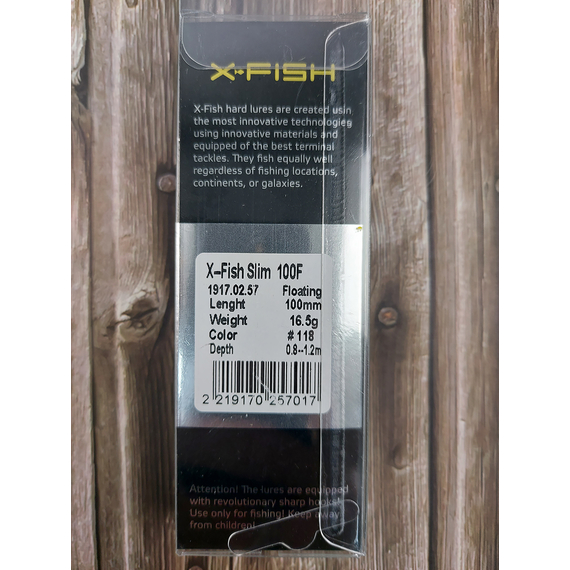 X-FISH
X-Fish hard lures are created usin
the most innovative technologies
using innovative materials and
equipped of the best terminal
tackles. They fish equally well
regardless of fishing locations,
continents, or galaxies.
X-Fish Slim 100F
1917.02.57 Floating
Lenght 100mm
Weight 16.5g
Color # 118
Depth 0.8--1.2m
2 219170 257017
Attention! The lures are equipped
with revolutionary sharp hooks!
Use only for fishing! Keep away
from children!